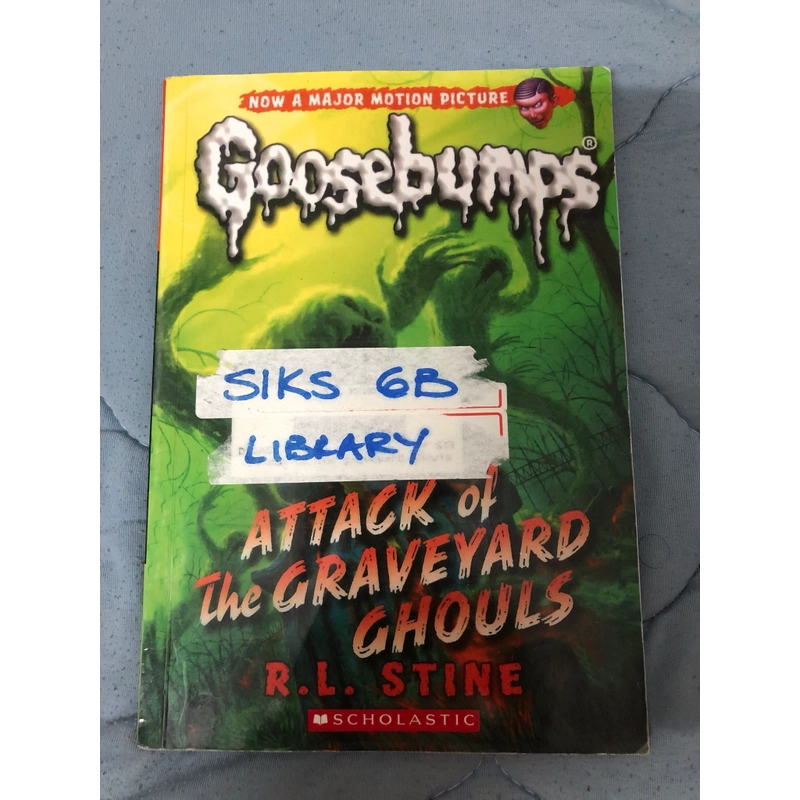 NOW A MAJOR MOTION PICTURE
Goosebumps®
SIKS 6B
LIBRARY
ATTACK of
The GRAVEYARD
GHOULS
R.L. STINE
SCHOLASTIC